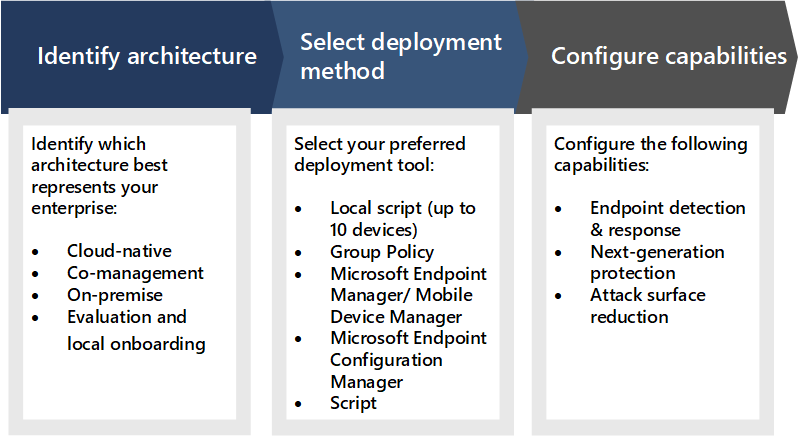 Identify architecture
Select deployment
method
Configure capabilities
Identify which
architecture best
represents your
enterprise:
• Cloud-native
• Co-management
• On-premise
• Evaluation and
local onboarding
Select your preferred
deployment tool:
• Local script (up to
10 devices)
• Group Policy
• Microsoft Endpoint
Manager/ Mobile
Device Manager
• Microsoft Endpoint
Configuration
Manager
• Script
Configure the following
capabilities:
• Endpoint detection
& response
• Next-generation
protection
• Attack surface
reduction